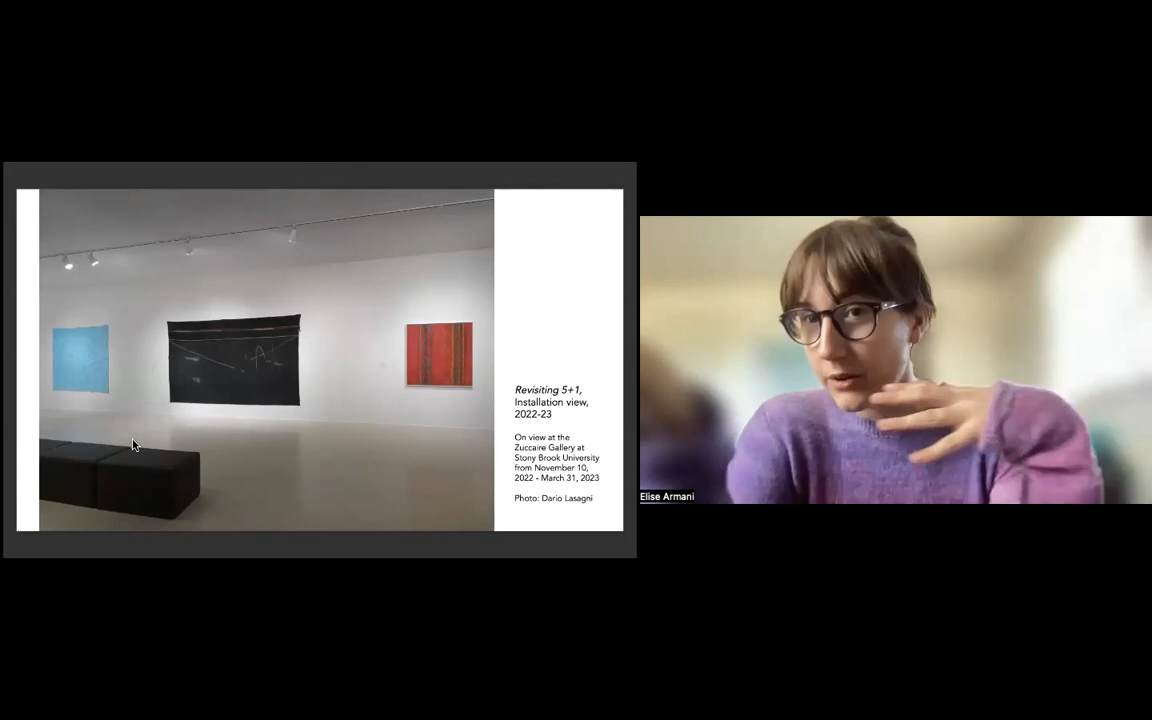 Revisiting 5+1,
Installation view,
2022-23
On view at the
Zuccaire Gallery at
Stony Brook University
from November 10,
2022 - March 31, 2023
Photo: Dario Lasagni
Elise Armani